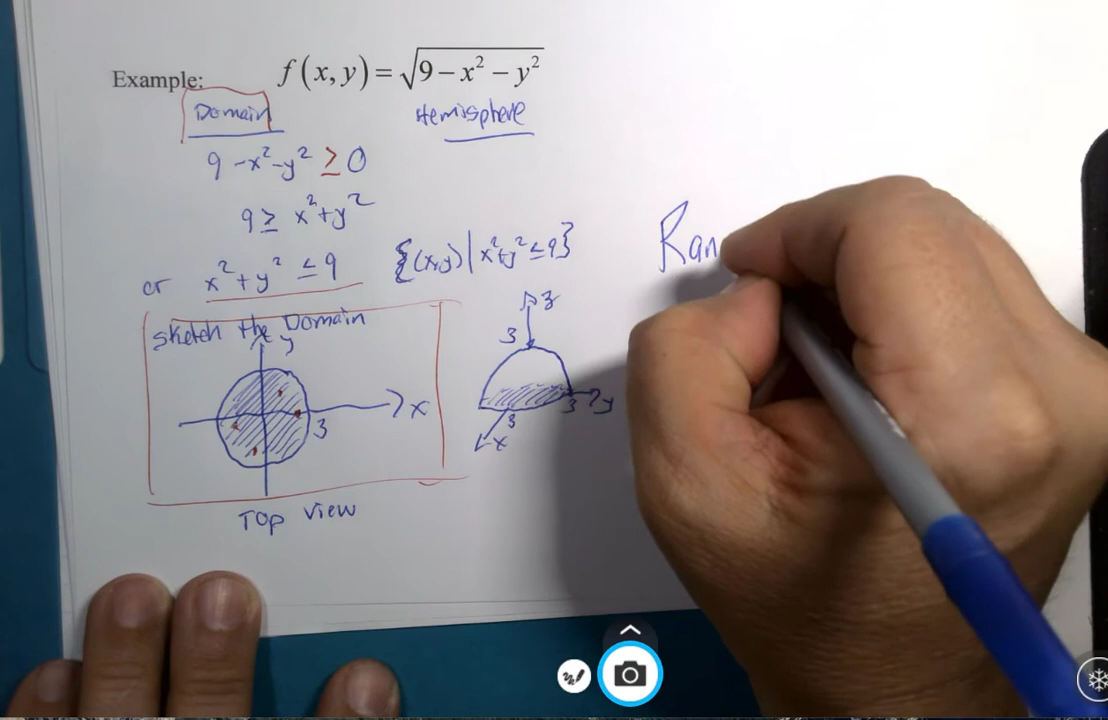 Example: f(x, y) = √9 − x² − y²
Domain
Hemisphere
9 - x² - y² ≥ 0
9 ≥ x² + y²
or x² + y² ≤ 9
{(x,y) | x² + y² ≤ 9}
Ran
sketch the Domain
y
x
3
Top view
z
3
3 y
3
x